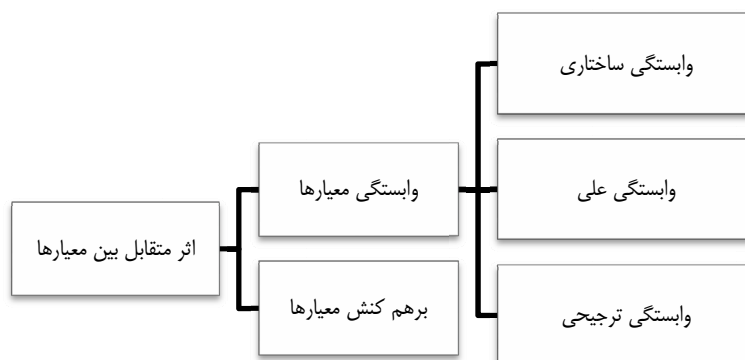 اثر متقابل بین معیارها
وابستگی معیارها
برهم کنش معیارها
وابستگی ساختاری
وابستگی علی
وابستگی ترجیحی